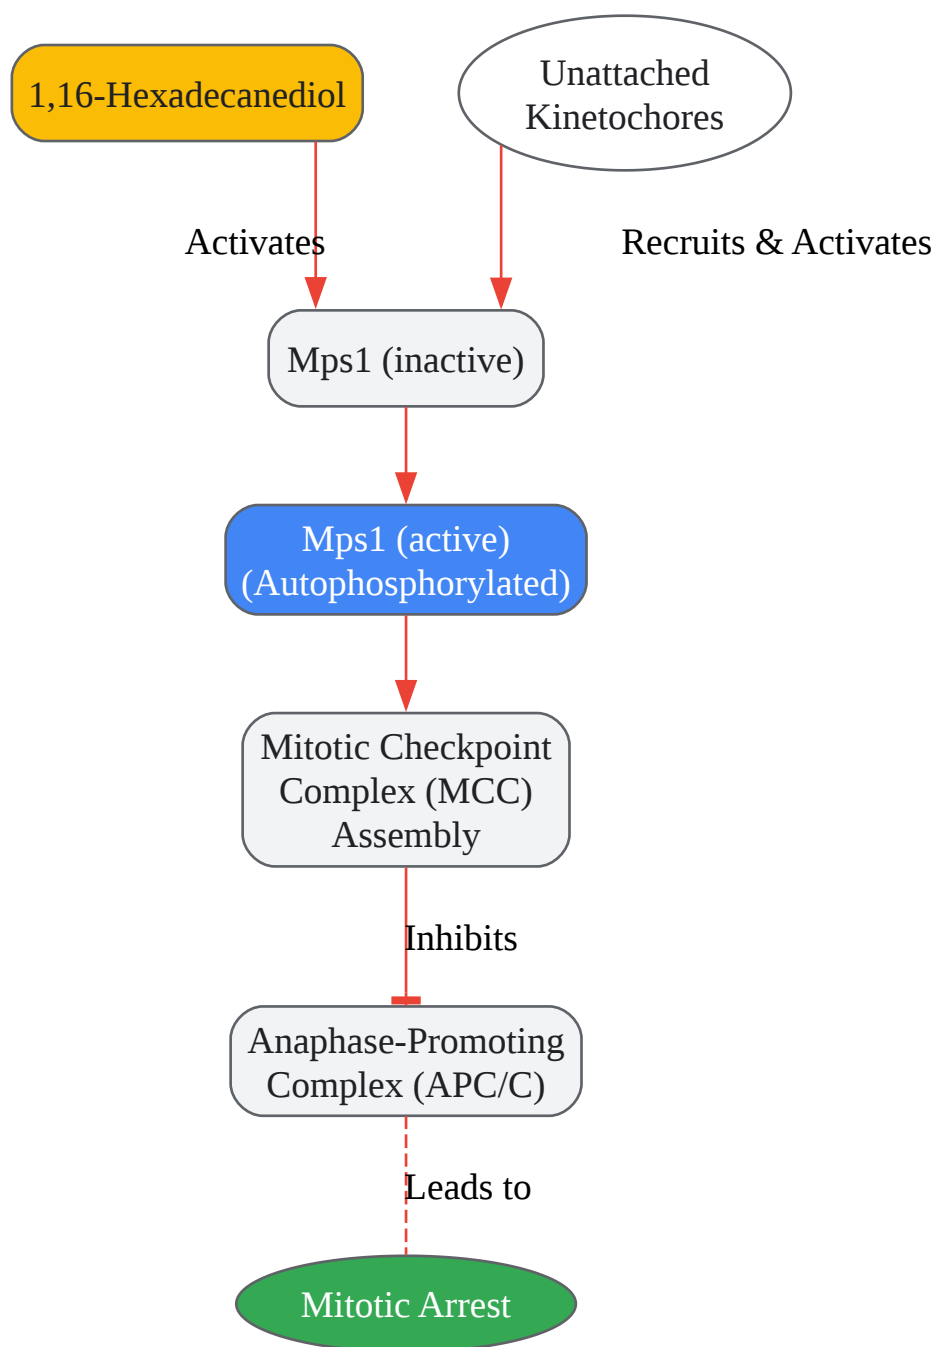 1,16-Hexadecanediol
Unattached
Kinetochores
Activates
Recruits & Activates
Mps1 (inactive)
Mps1 (active)
(Autophosphorylated)
Mitotic Checkpoint
Complex (MCC)
Assembly
Inhibits
Anaphase-Promoting
Complex (APC/C)
Leads to
Mitotic Arrest